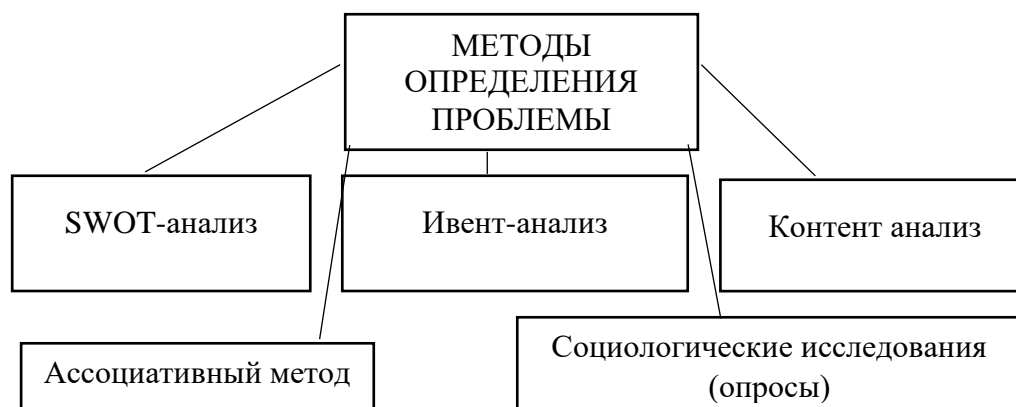 МЕТОДЫ
ОПРЕДЕЛЕНИЯ
ПРОБЛЕМЫ
SWOT-анализ
Ивент-анализ
Контент анализ
Ассоциативный метод
Социологические исследования
(опросы)